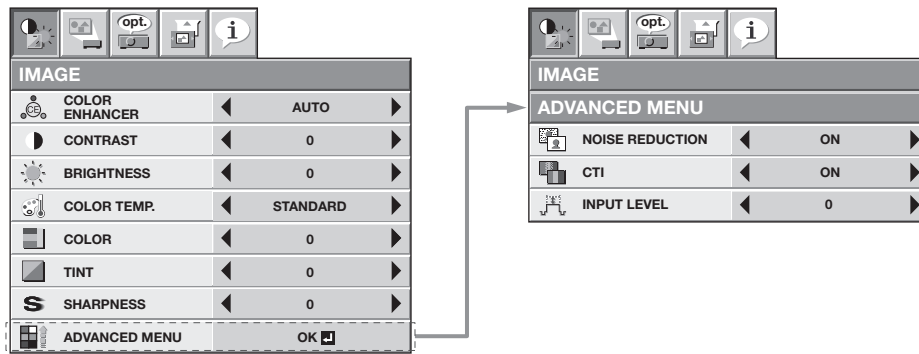 opt.
i
IMAGE
COLOR
ENHANCER
AUTO
CONTRAST
0
BRIGHTNESS
0
COLOR TEMP.
STANDARD
COLOR
0
TINT
0
S
SHARPNESS
0
ADVANCED MENU
OK
CE
opt.
i
IMAGE
ADVANCED MENU
NOISE REDUCTION
ON
CTI
ON
INPUT LEVEL
0